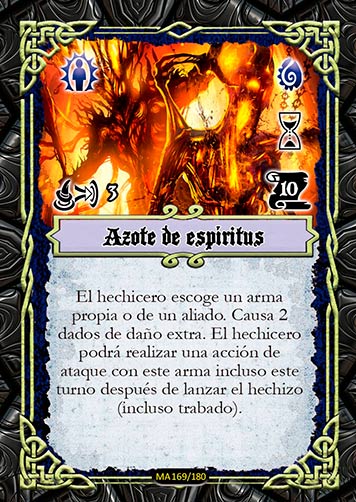 3
10
Azote de espíritus
El hechicero escoge un arma
propia o de un aliado. Causa 2
dados de daño extra. El hechicero
podrá realizar una acción de
ataque con este arma incluso este
turno después de lanzar el hechizo
(incluso trabado).
MA169/180